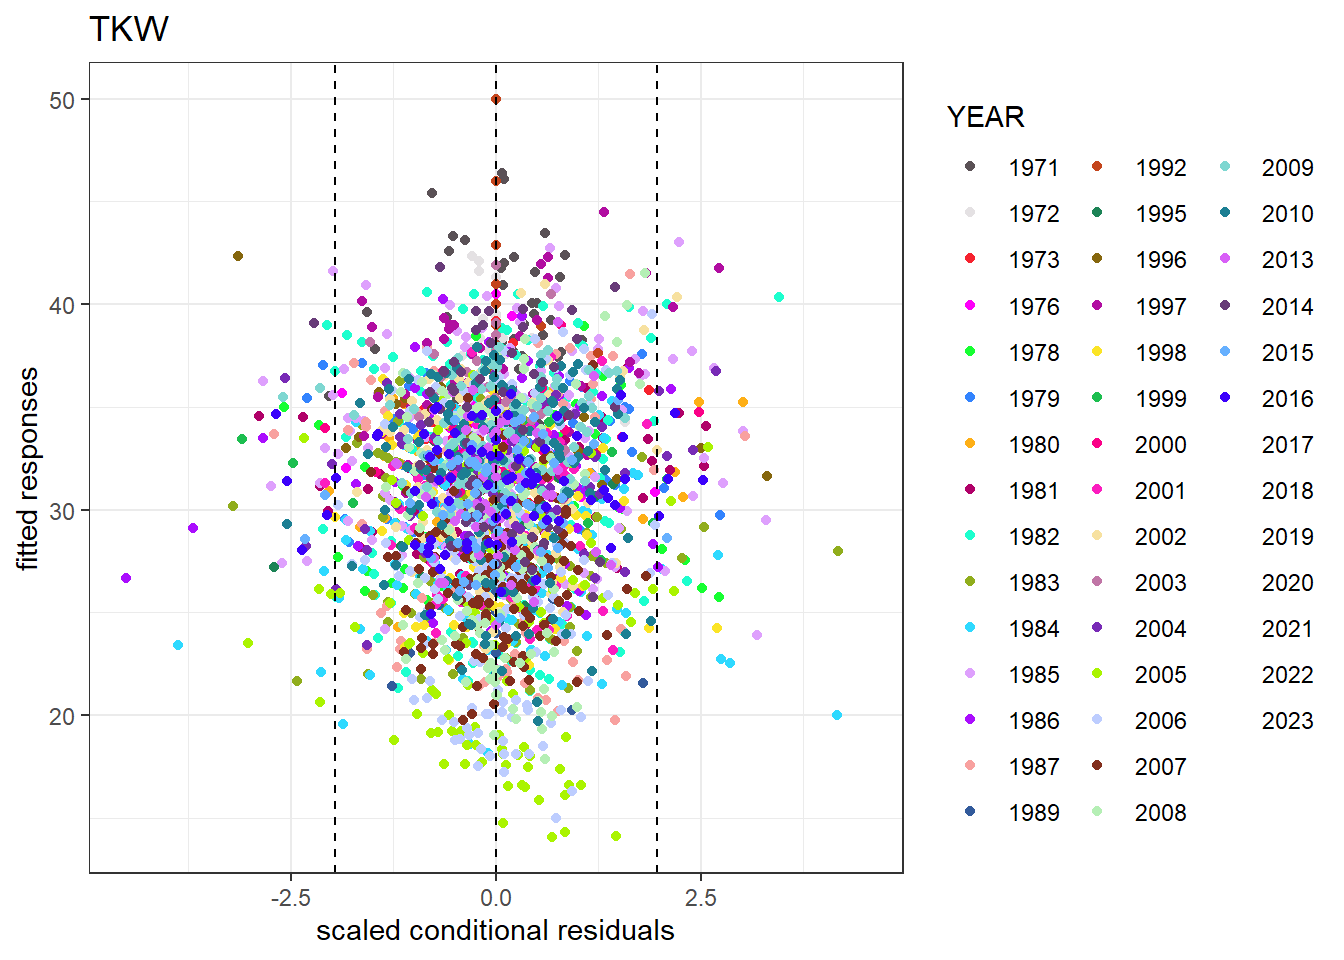 TKW
50
40
30
20
fitted responses
-2.5 0.0 2.5
scaled conditional residuals
YEAR
1971 1992 2009
1972 1995 2010
1973 1996 2013
1976 1997 2014
1978 1998 2015
1979 1999 2016
1980 2000 2017
1981 2001 2018
1982 2002 2019
1983 2003 2020
1984 2004 2021
1985 2005 2022
1986 2006 2023
1987 2007
1989 2008